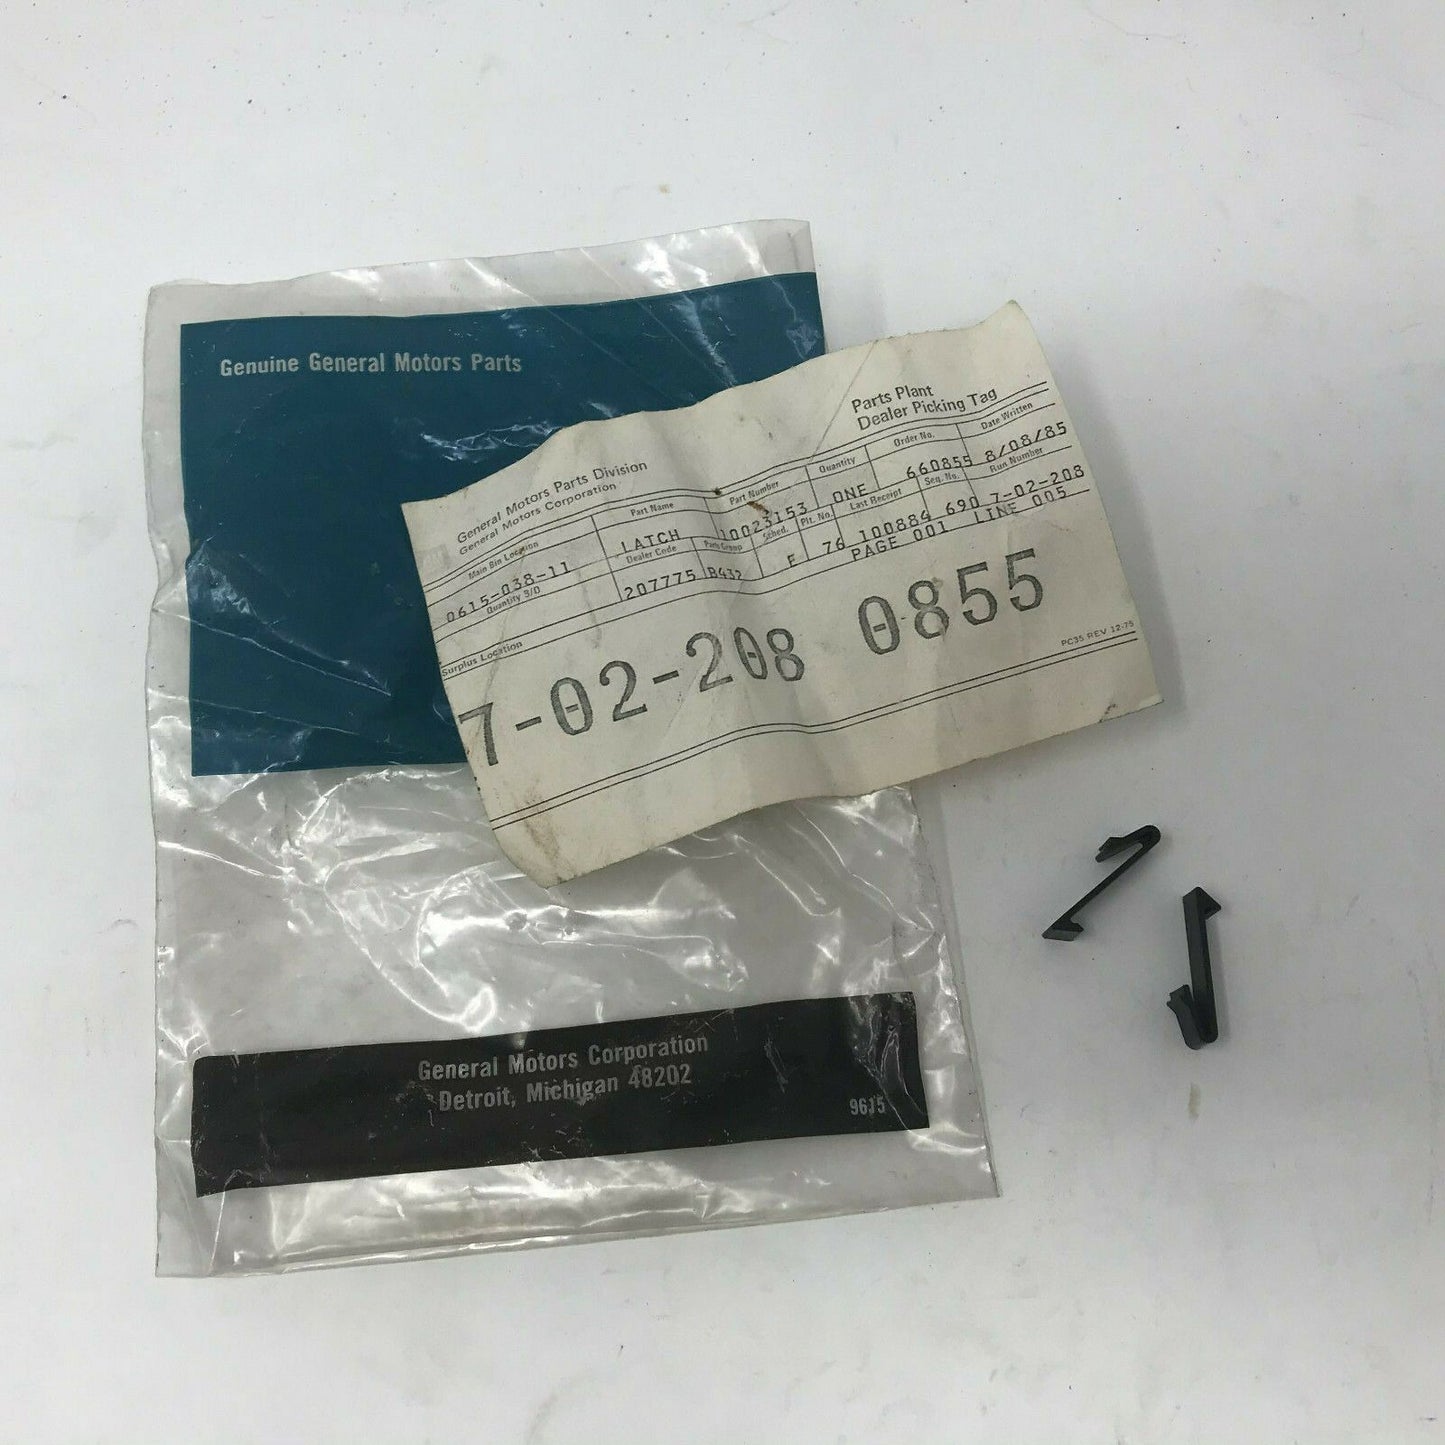 Genuine General Motors Parts
General Motors Parts Division
General Motors Corporation
Parts Plant
Dealer Picking Tag
Main Bin Location Part Name Part Number Quantity Order No. Date Written
0615-038-11 LATCH 10023153 ONE 660855 8/08/85
Quantity S/D Dealer Code Parts Group Sched. Plt. No. Last Receipt Seq. No. Run Number
207775 B432 F 76 100884 690 7-02-208
Surplus Location PAGE 001 LINE 005
7-02-208 0855
PC35 REV 12-75
General Motors Corporation
Detroit, Michigan 48202
9615